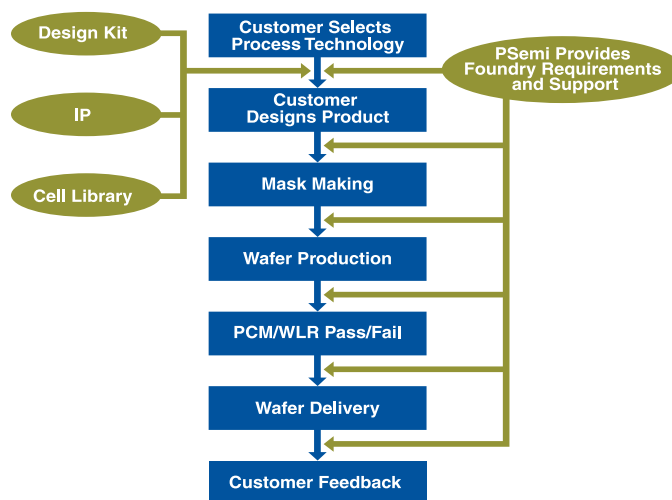 Design Kit
Customer Selects
Process Technology
PSemi Provides
Foundry Requirements
and Support
IP
Customer
Designs Product
Cell Library
Mask Making
Wafer Production
PCM/WLR Pass/Fail
Wafer Delivery
Customer Feedback